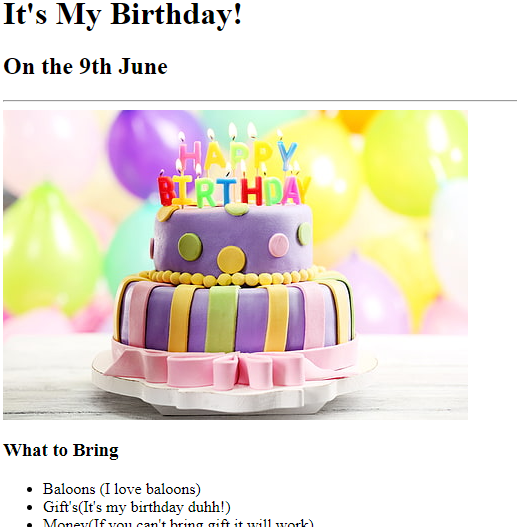 It's My Birthday!
On the 9th June
HAPPY
BIRTHDAY
What to Bring
Baloons (I love baloons)
Gift's(It's my birthday duhh!)
Money(If you can't bring gift it will work)